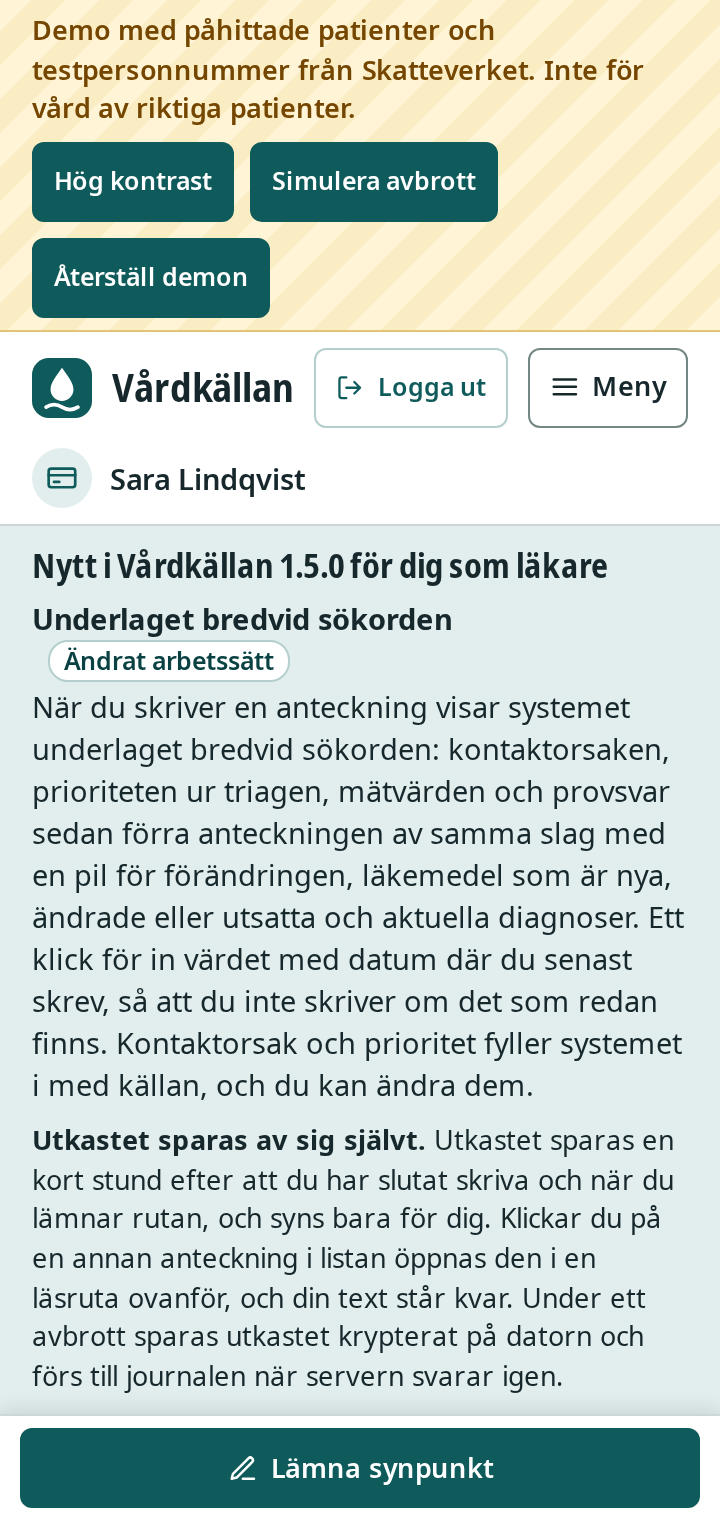 Demo med påhittade patienter och
testpersonnummer från Skatteverket. Inte för
vård av riktiga patienter.
Hög kontrast
Simulera avbrott
Återställ demon
Vårdkällan
Logga ut
Meny
Sara Lindqvist
Nytt i Vårdkällan 1.5.0 för dig som läkare
Underlaget bredvid sökorden
Ändrat arbetssätt
När du skriver en anteckning visar systemet
underlaget bredvid sökorden: kontaktorsaken,
prioriteten ur triagen, mätvärden och provsvar
sedan förra anteckningen av samma slag med
en pil för förändringen, läkemedel som är nya,
ändrade eller utsatta och aktuella diagnoser. Ett
klick för in värdet med datum där du senast
skrev, så att du inte skriver om det som redan
finns. Kontaktorsak och prioritet fyller systemet
i med källan, och du kan ändra dem.
Utkastet sparas av sig självt. Utkastet sparas en
kort stund efter att du har slutat skriva och när du
lämnar rutan, och syns bara för dig. Klickar du på
en annan anteckning i listan öppnas den i en
läsruta ovanför, och din text står kvar. Under ett
avbrott sparas utkastet krypterat på datorn och
förs till journalen när servern svarar igen.
Lämna synpunkt